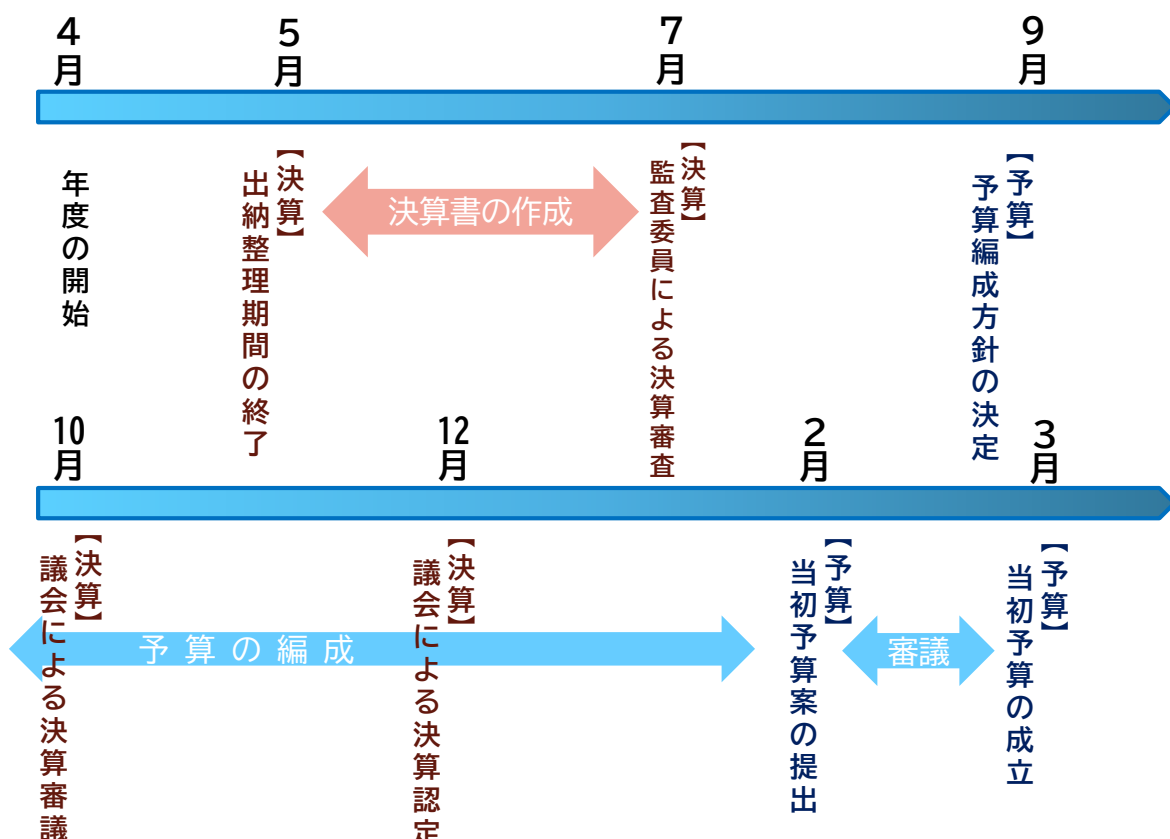 4月
5月
7月
9月
年度の開始
【決算】
出納整理期間の終了
決算書の作成
【決算】
監査委員による決算審査
【予算】
予算編成方針の決定
10月
12月
2月
3月
【決算】
議会による決算審議
予算の編成
【決算】
議会による決算認定
【予算】
当初予算案の提出
審議
【予算】
当初予算の成立